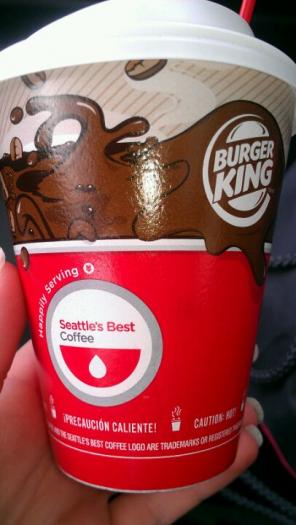 BURGER
KING
Happily Serving
Seattle's Best
Coffee
¡PRECAUCIÓN CALIENTE!
CAUTION: HOT!
AND THE SEATTLE'S BEST COFFEE LOGO ARE TRADEMARKS OR REGISTERED